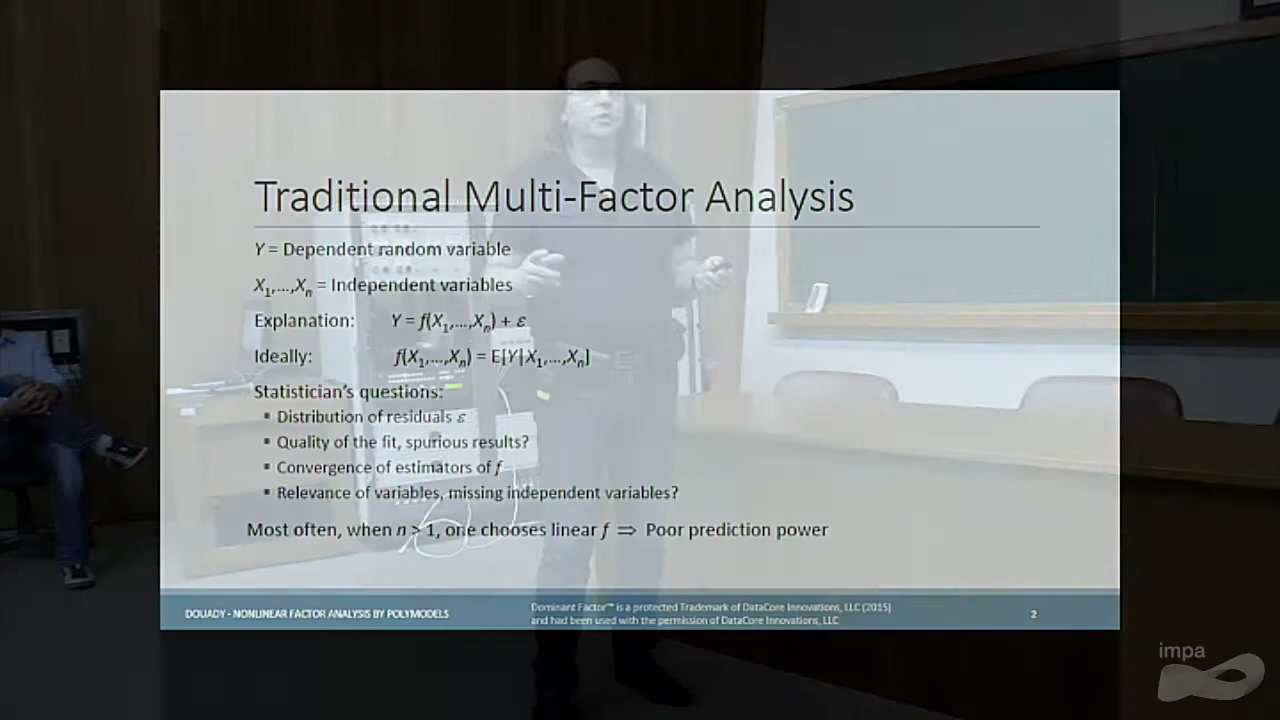 Traditional Multi-Factor Analysis
Y = Dependent random variable
X₁,...,Xₙ = Independent variables
Explanation: Y = f(X₁,...,Xₙ) + ε
Ideally: f(X₁,...,Xₙ) = E[Y|X₁,...,Xₙ]
Statistician's questions:
▪ Distribution of residuals ε
▪ Quality of the fit, spurious results?
▪ Convergence of estimators of f
▪ Relevance of variables, missing independent variables?
Most often, when n > 1, one chooses linear f ⇒ Poor prediction power
DOUADY - NONLINEAR FACTOR ANALYSIS BY POLYMODELS
Dominant Factor™ is a protected Trademark of DataCore Innovations, LLC (2015)
and had been used with the permission of DataCore Innovations, LLC
2
impa